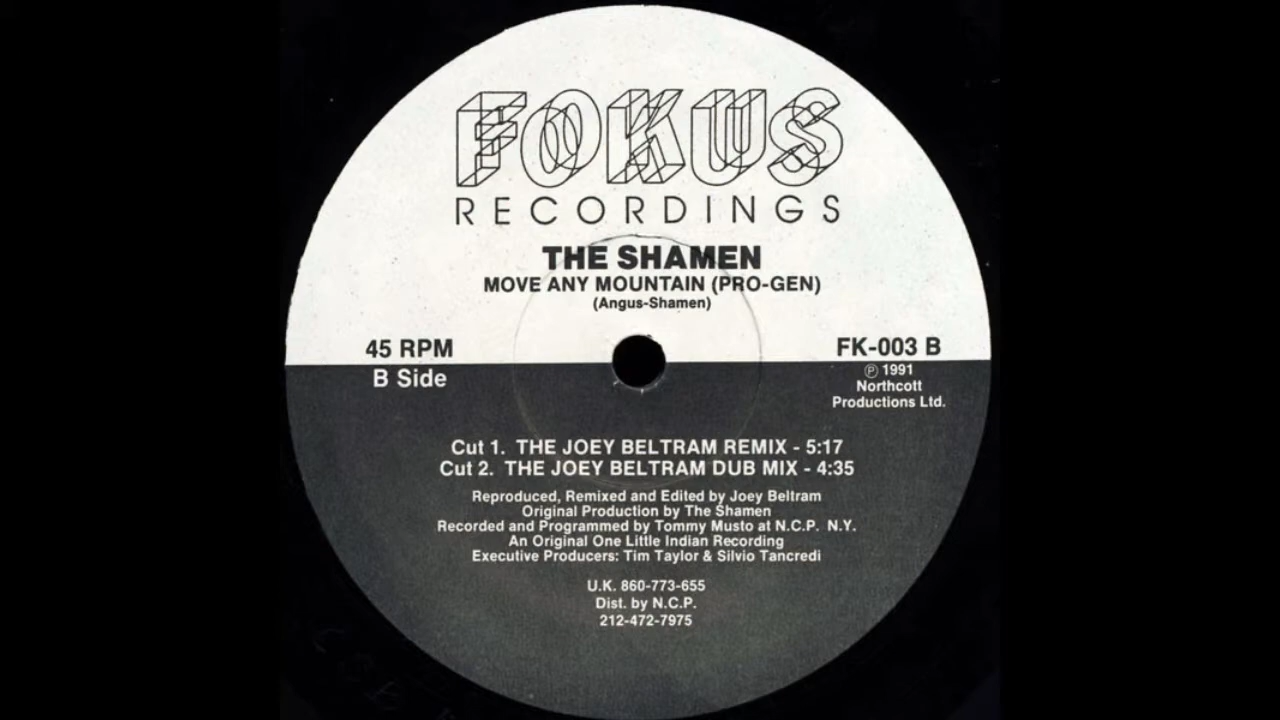 FOKUS
RECORDINGS
THE SHAMEN
MOVE ANY MOUNTAIN (PRO-GEN)
(Angus-Shamen)
45 RPM
B Side
FK-003 B
℗ 1991
Northcott
Productions Ltd.
Cut 1. THE JOEY BELTRAM REMIX - 5:17
Cut 2. THE JOEY BELTRAM DUB MIX - 4:35
Reproduced, Remixed and Edited by Joey Beltram
Original Production by The Shamen
Recorded and Programmed by Tommy Musto at N.C.P. N.Y.
An Original One Little Indian Recording
Executive Producers: Tim Taylor & Silvio Tancredi
U.K. 860-773-655
Dist. by N.C.P.
212-472-7975